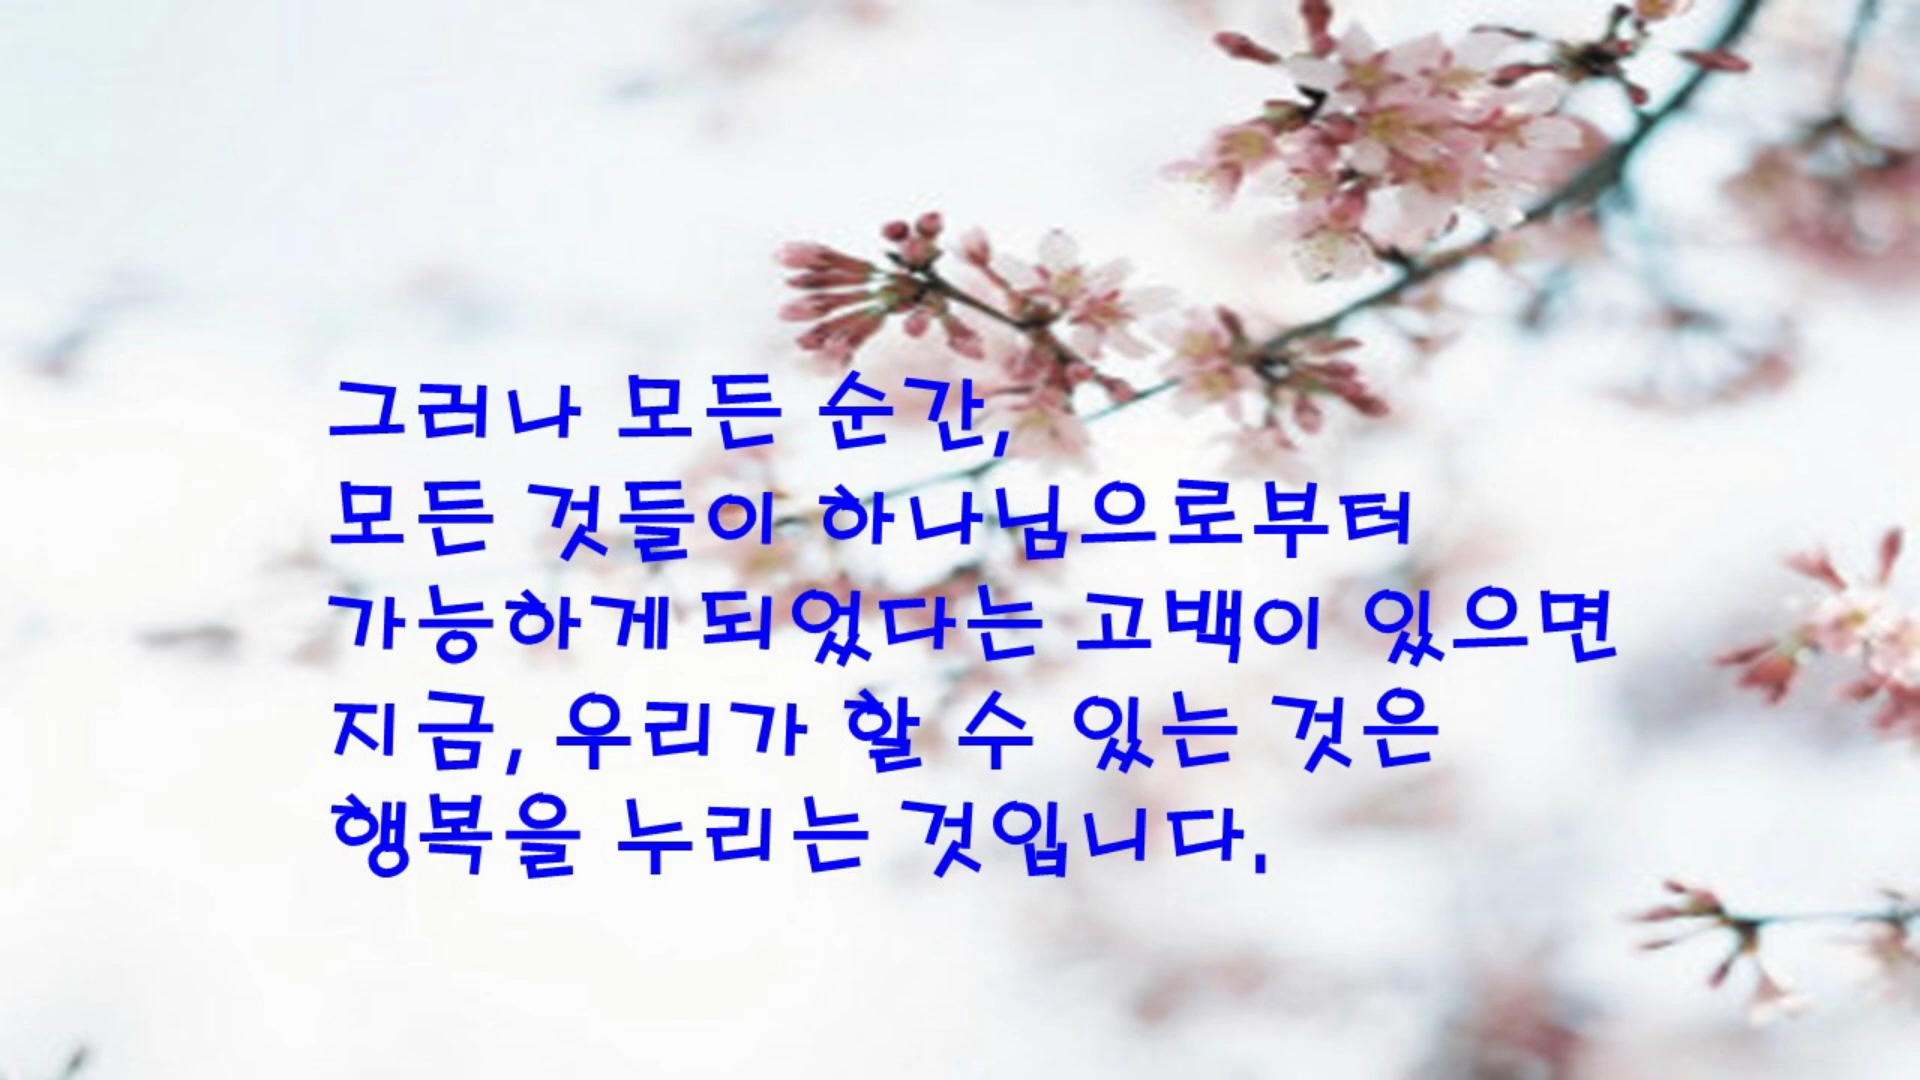 그러나 모든 순간,
모든 것들이 하나님으로부터
가능하게 되었다는 고백이 있으면
지금, 우리가 할 수 있는 것은
행복을 누리는 것입니다.